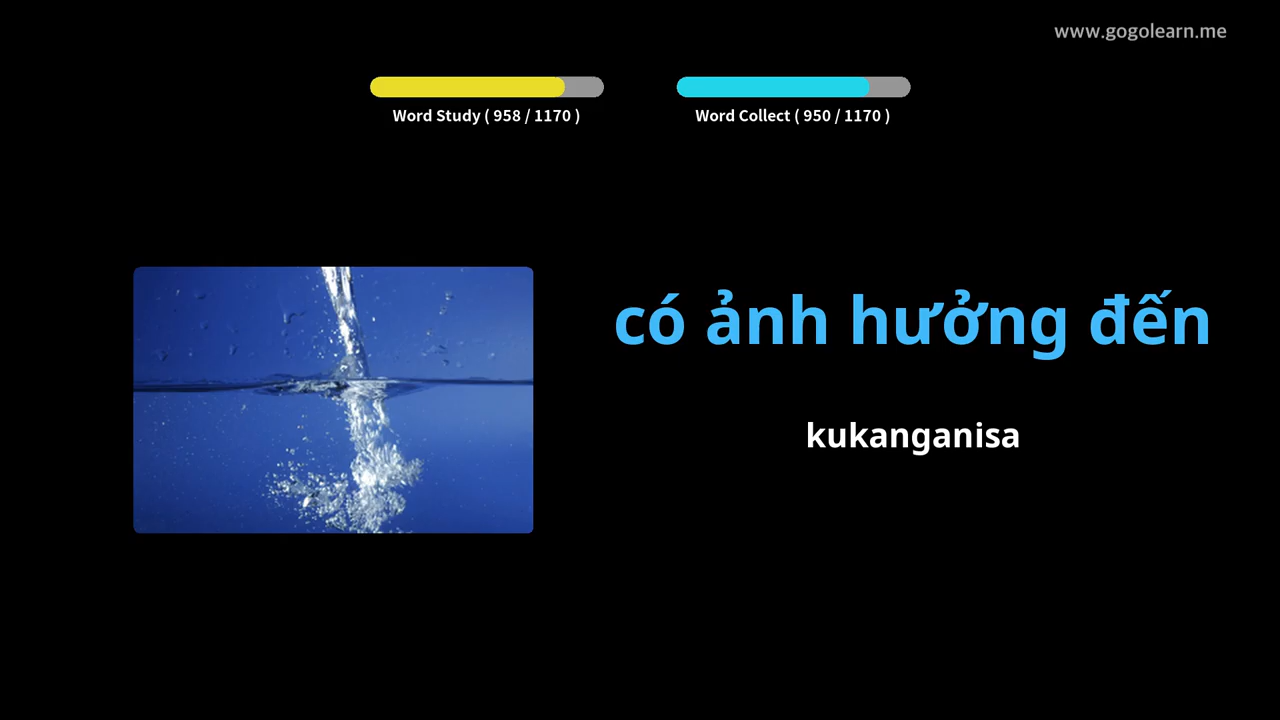 www.gogolearn.me
Word Study ( 958 / 1170 )
Word Collect ( 950 / 1170 )
có ảnh hưởng đến
kukanganisa